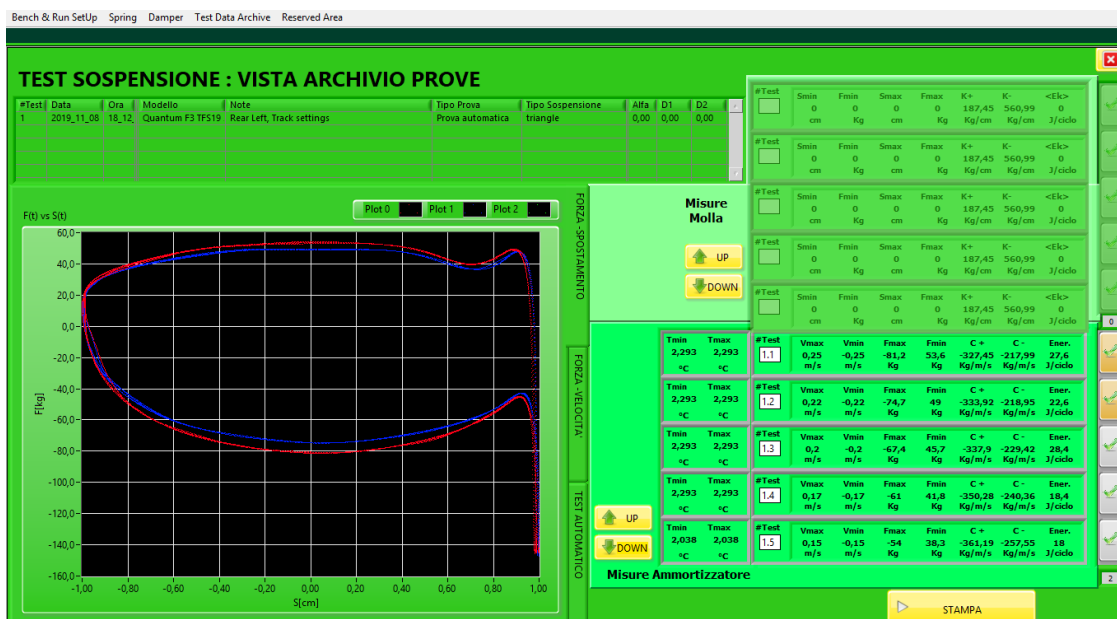 Bench & Run SetUp Spring Damper Test Data Archive Reserved Area
TEST SOSPENSIONE : VISTA ARCHIVIO PROVE
#Test Data Ora Modello Note Tipo Prova Tipo Sospensione Alfa D1 D2
1 2019_11_08 18_12 Quantum F3 TFS19 Rear Left, Track settings Prova automatica triangle 0,00 0,00 0,00
F(t) vs S(t)
Plot 0 Plot 1 Plot 2
60,0
40,0
20,0
0,0
-20,0
-40,0
-60,0
-80,0
-100,0
-120,0
-140,0
-160,0
F[kg]
-1,00 -0,80 -0,60 -0,40 -0,20 0,00 0,20 0,40 0,60 0,80 1,00
S[cm]
FORZA -SPOSTAMENTO
FORZA -VELOCITA'
TEST AUTOMATICO
Misure
Molla
UP
DOWN
#Test Smin Fmin Smax Fmax K+ K- <Ek>
0 0 0 0 187,45 560,99 0
cm Kg cm Kg Kg/cm Kg/cm J/ciclo
#Test Smin Fmin Smax Fmax K+ K- <Ek>
0 0 0 0 187,45 560,99 0
cm Kg cm Kg Kg/cm Kg/cm J/ciclo
#Test Smin Fmin Smax Fmax K+ K- <Ek>
0 0 0 0 187,45 560,99 0
cm Kg cm Kg Kg/cm Kg/cm J/ciclo
#Test Smin Fmin Smax Fmax K+ K- <Ek>
0 0 0 0 187,45 560,99 0
cm Kg cm Kg Kg/cm Kg/cm J/ciclo
#Test Smin Fmin Smax Fmax K+ K- <Ek>
0 0 0 0 187,45 560,99 0
cm Kg cm Kg Kg/cm Kg/cm J/ciclo
0
Tmin Tmax #Test Vmax Vmin Fmax Fmin C + C - Ener.
2,293 2,293 1.1 0,25 -0,25 -81,2 53,6 -327,45 -217,99 27,6
°C °C m/s m/s Kg Kg Kg/m/s Kg/m/s J/ciclo
Tmin Tmax #Test Vmax Vmin Fmax Fmin C + C - Ener.
2,293 2,293 1.2 0,22 -0,22 -74,7 49 -333,92 -218,95 22,6
°C °C m/s m/s Kg Kg Kg/m/s Kg/m/s J/ciclo
Tmin Tmax #Test Vmax Vmin Fmax Fmin C + C - Ener.
2,293 2,293 1.3 0,2 -0,2 -67,4 45,7 -337,9 -229,42 28,4
°C °C m/s m/s Kg Kg Kg/m/s Kg/m/s J/ciclo
Tmin Tmax #Test Vmax Vmin Fmax Fmin C + C - Ener.
2,293 2,293 1.4 0,17 -0,17 -61 41,8 -350,28 -240,36 18,4
°C °C m/s m/s Kg Kg Kg/m/s Kg/m/s J/ciclo
Tmin Tmax #Test Vmax Vmin Fmax Fmin C + C - Ener.
2,038 2,038 1.5 0,15 -0,15 -54 38,3 -361,19 -257,55 18
°C °C m/s m/s Kg Kg Kg/m/s Kg/m/s J/ciclo
UP
DOWN
Misure Ammortizzatore
2
STAMPA